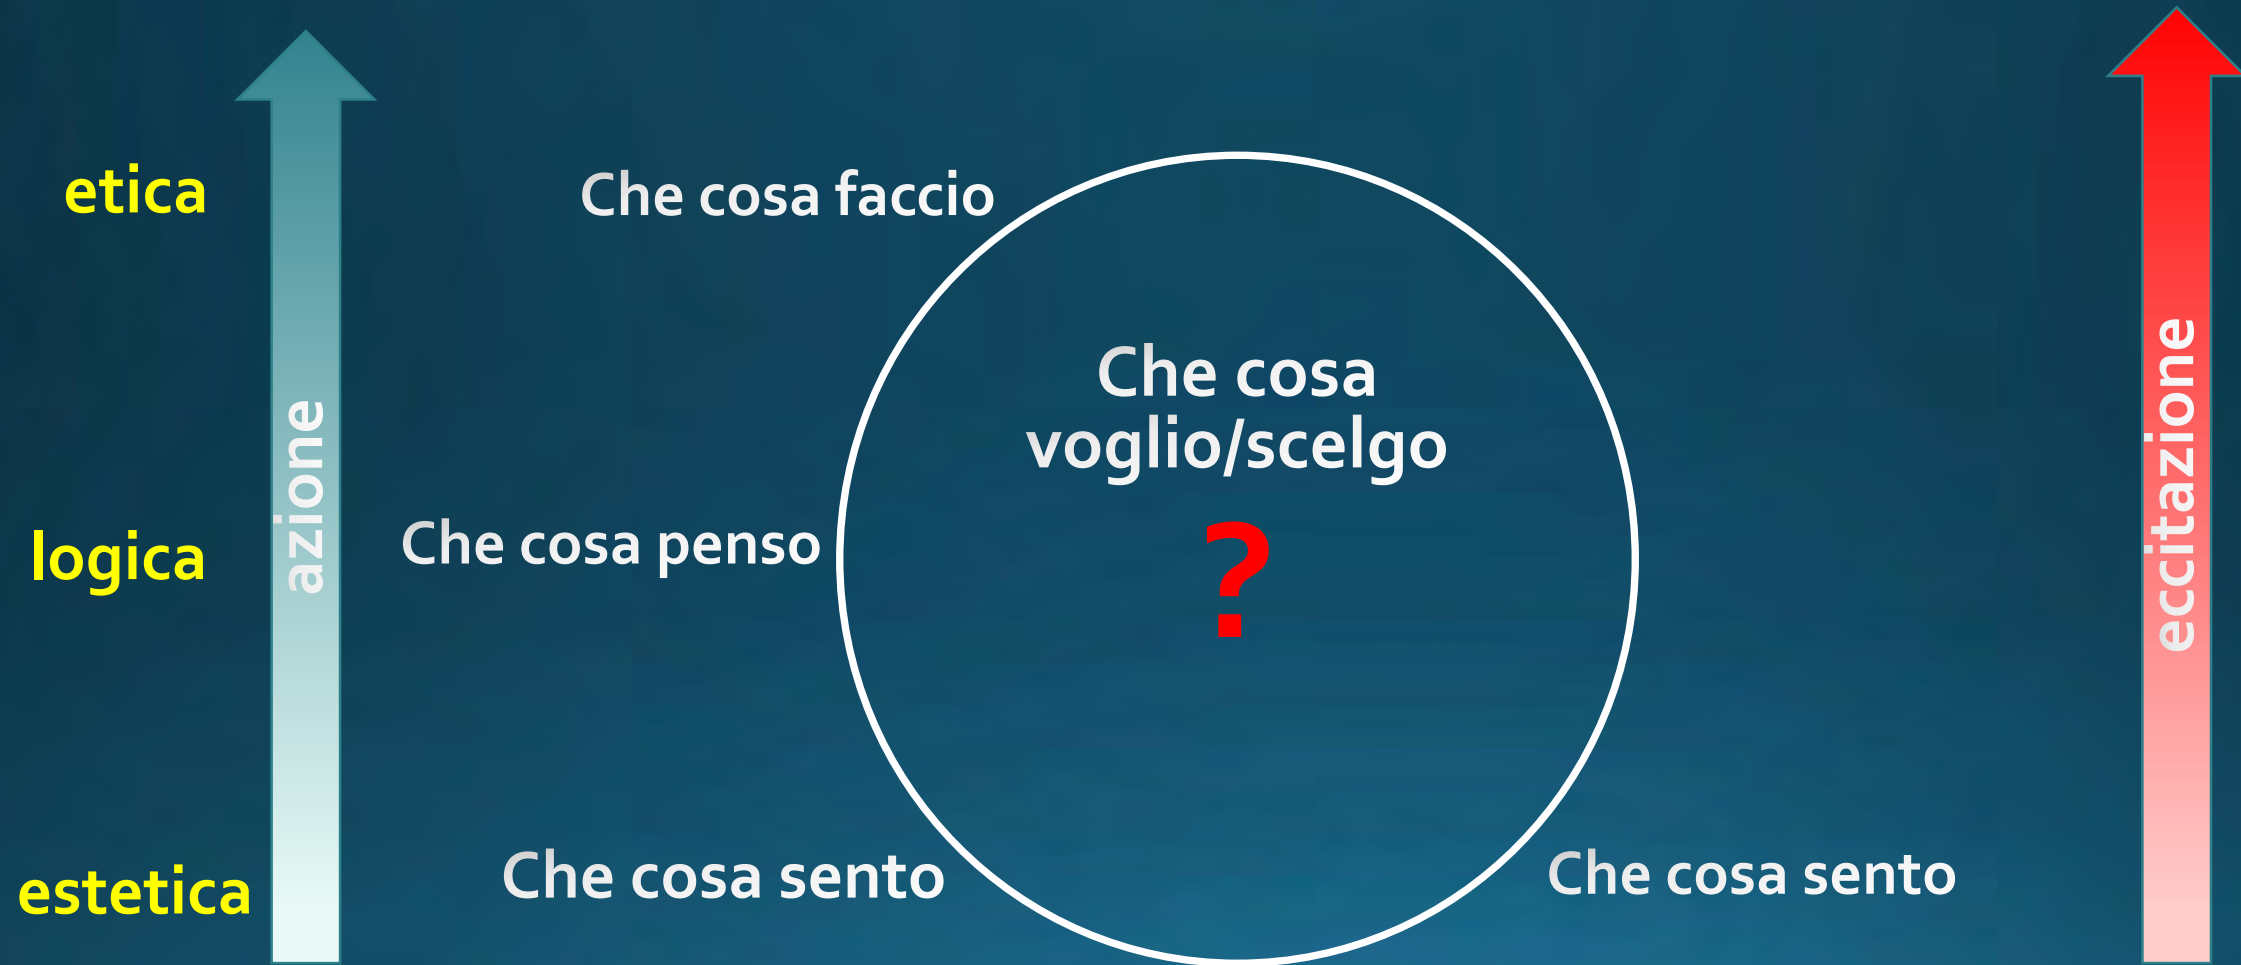 etica
Che cosa faccio
Che cosa
voglio/scelgo
?
azione
eccitazione
logica
Che cosa penso
estetica
Che cosa sento
Che cosa sento